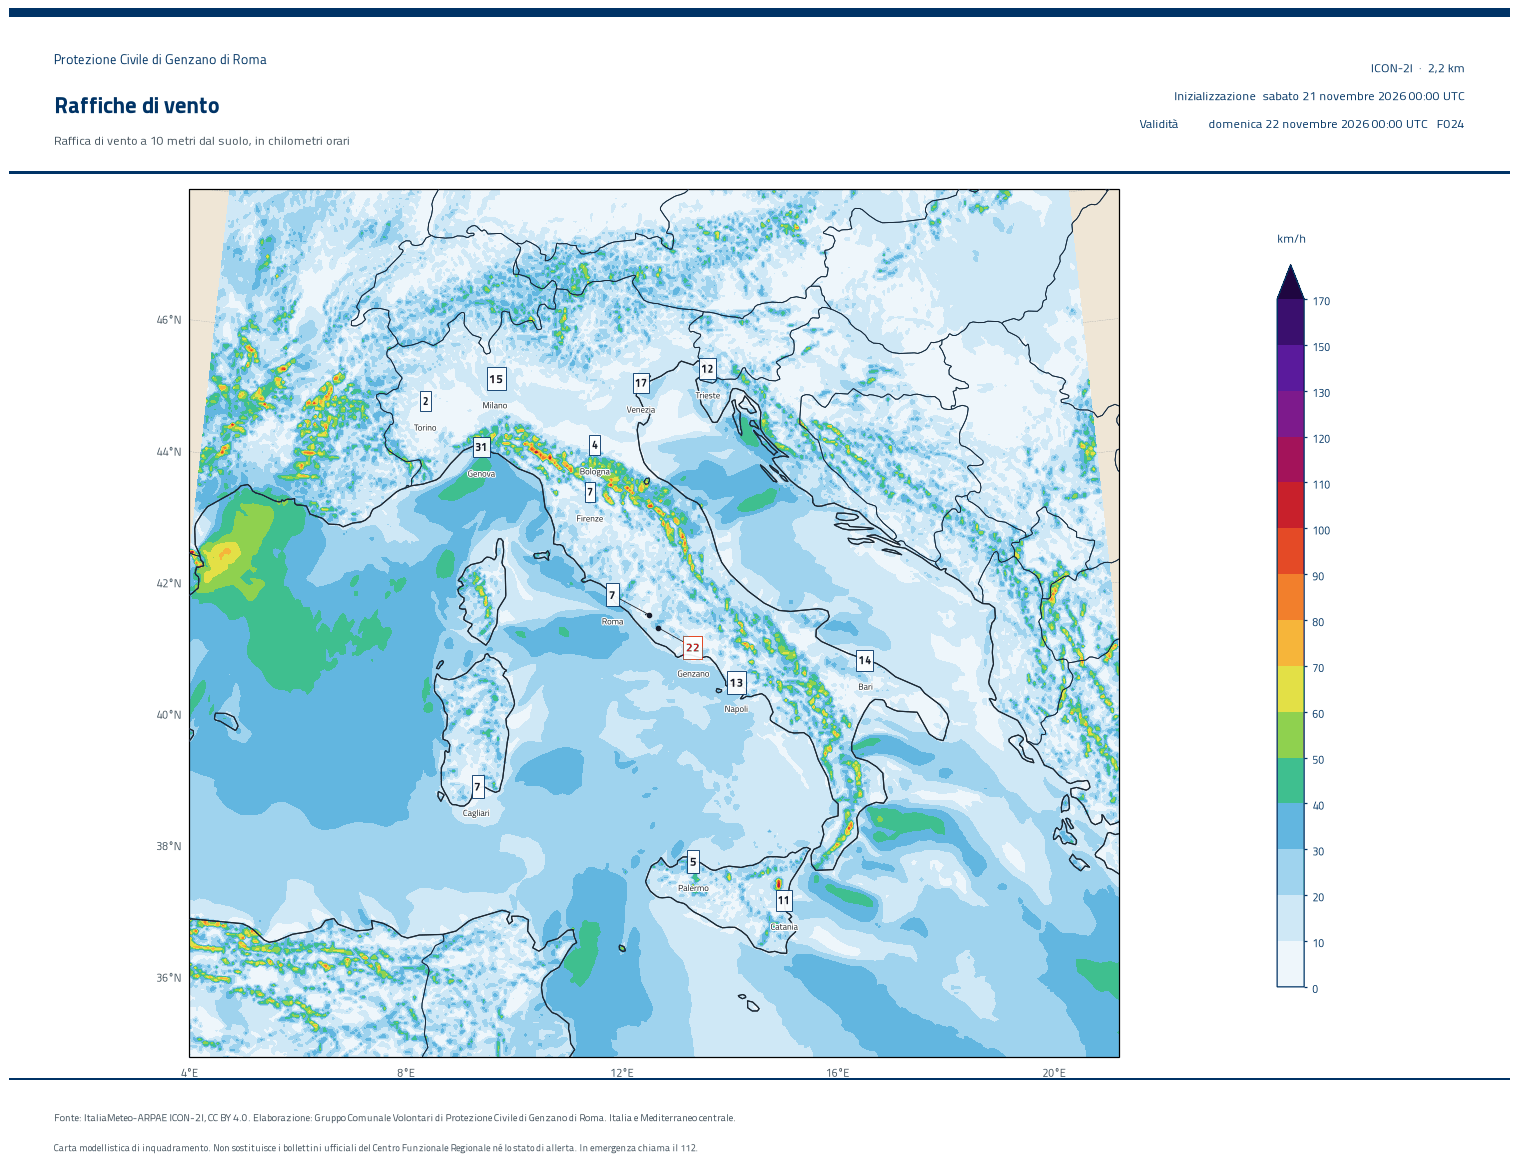 Protezione Civile di Genzano di Roma
Raffiche di vento
Raffica di vento a 10 metri dal suolo, in chilometri orari
ICON-2I · 2,2 km
Inizializzazione sabato 21 novembre 2026 00:00 UTC
Validità domenica 22 novembre 2026 00:00 UTC F024
km/h
170
150
130
120
110
100
90
80
70
60
50
40
30
20
10
0
46°N
44°N
42°N
40°N
38°N
36°N
4°E
8°E
12°E
16°E
20°E
2
Torino
15
Milano
17
Venezia
12
Trieste
31
Genova
4
Bologna
7
Firenze
7
Roma
22
Genzano
13
Napoli
14
Bari
7
Cagliari
5
Palermo
11
Catania
Fonte: ItaliaMeteo-ARPAE ICON-2I, CC BY 4.0. Elaborazione: Gruppo Comunale Volontari di Protezione Civile di Genzano di Roma. Italia e Mediterraneo centrale.
Carta modellistica di inquadramento. Non sostituisce i bollettini ufficiali del Centro Funzionale Regionale né lo stato di allerta. In emergenza chiama il 112.